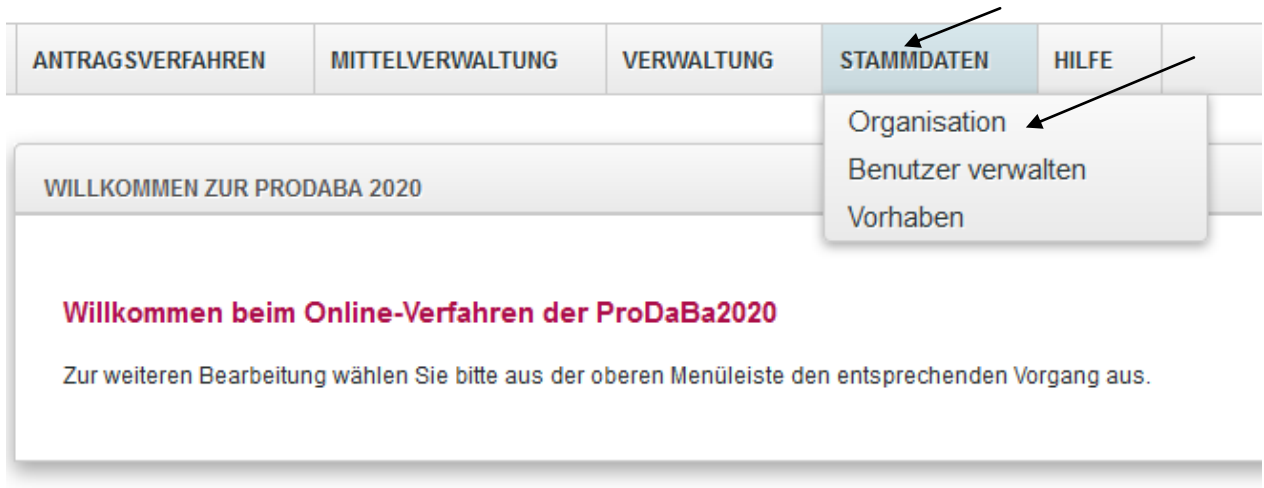 ANTRAGSVERFAHREN MITTELVERWALTUNG VERWALTUNG STAMMDATEN HILFE
Organisation
Benutzer verwalten
Vorhaben
WILLKOMMEN ZUR PRODABA 2020
Willkommen beim Online-Verfahren der ProDaBa2020
Zur weiteren Bearbeitung wählen Sie bitte aus der oberen Menüleiste den entsprechenden Vorgang aus.